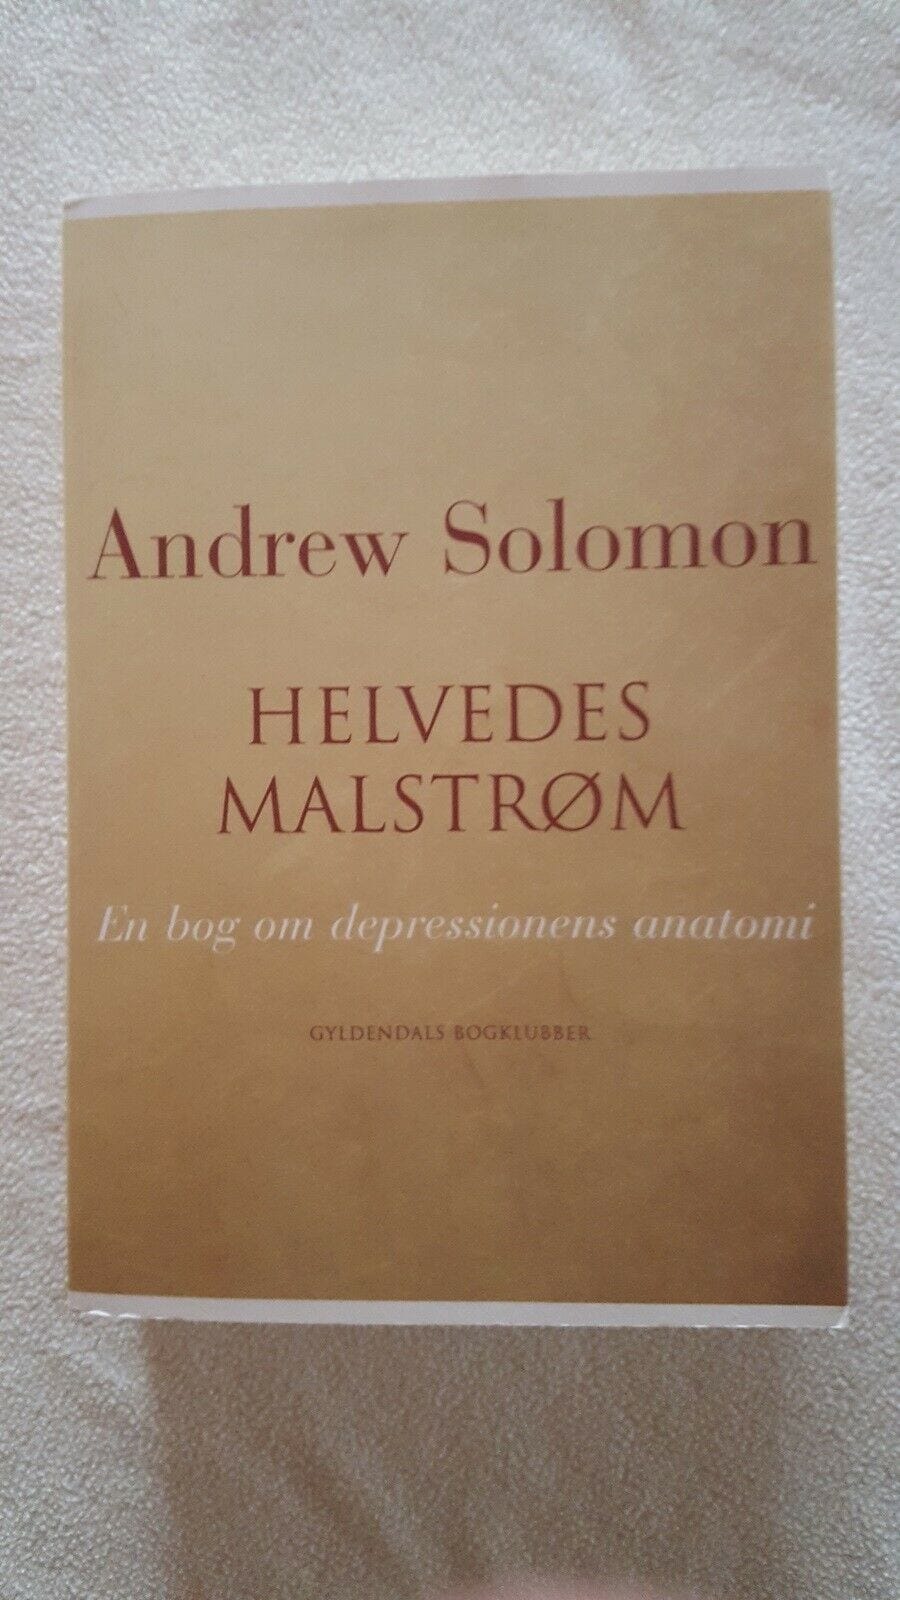 Andrew Solomon
HELVEDES
MALSTRØM
En bog om depressionens anatomi
GYLDENDALS BOGKLUBBER